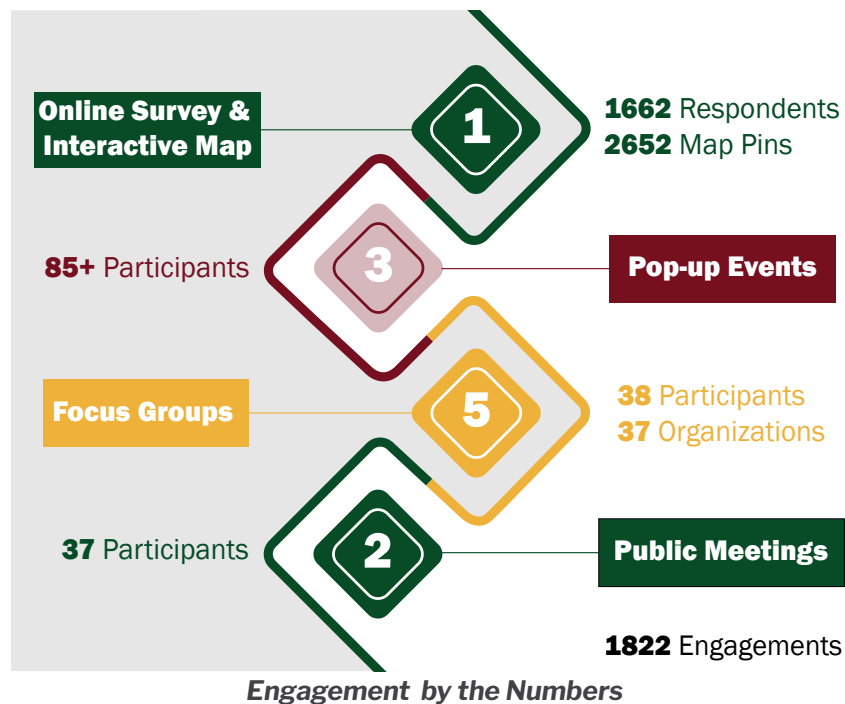 Online Survey &
Interactive Map
1
1662 Respondents
2652 Map Pins
85+ Participants
3
Pop-up Events
Focus Groups
5
38 Participants
37 Organizations
37 Participants
2
Public Meetings
1822 Engagements
Engagement by the Numbers